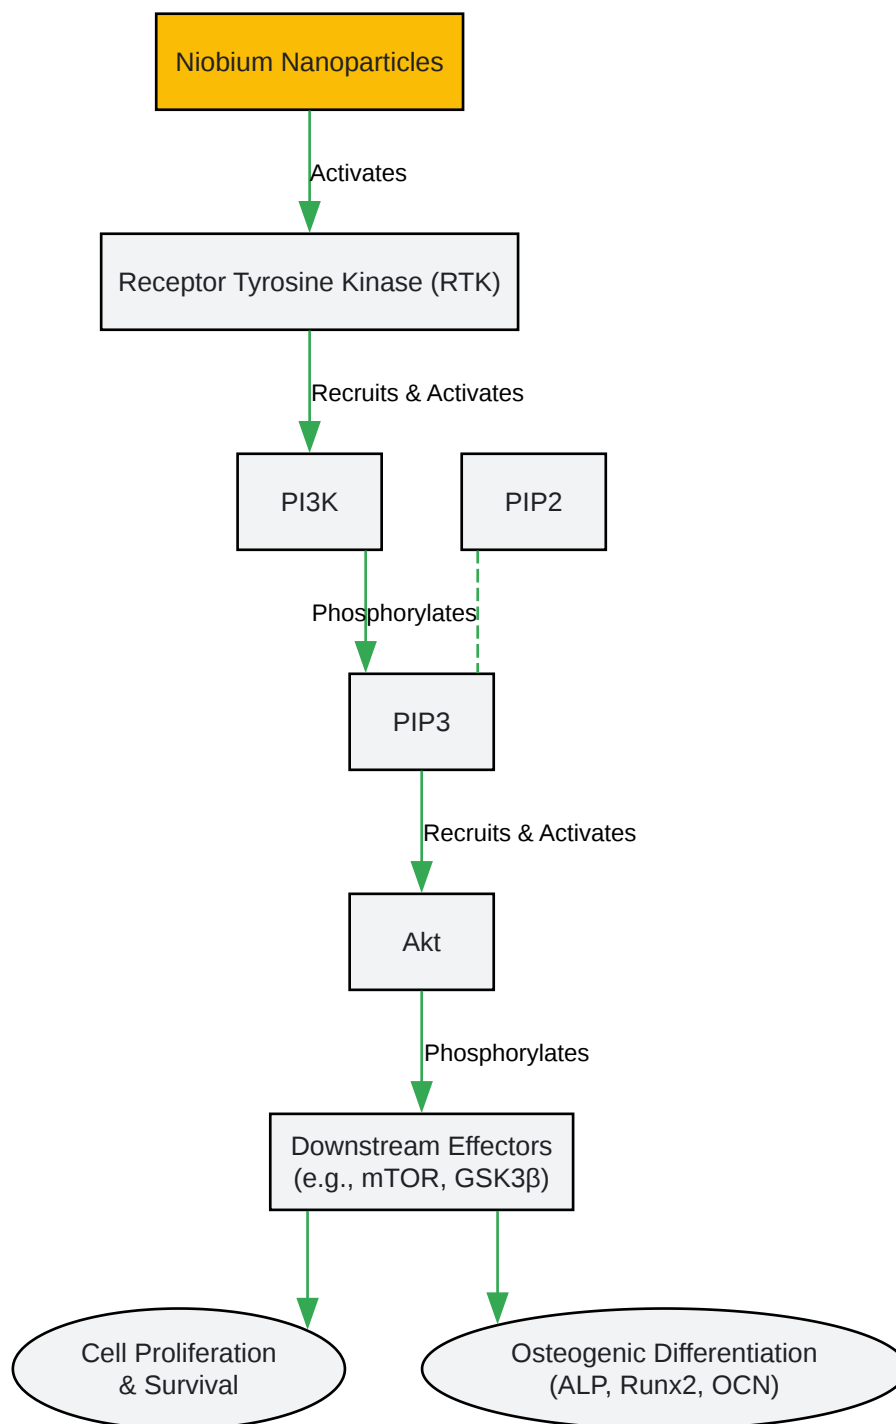 Niobium Nanoparticles
Activates
Receptor Tyrosine Kinase (RTK)
Recruits & Activates
PI3K
PIP2
Phosphorylates
PIP3
Recruits & Activates
Akt
Phosphorylates
Downstream Effectors
(e.g., mTOR, GSK3β)
Cell Proliferation
& Survival
Osteogenic Differentiation
(ALP, Runx2, OCN)